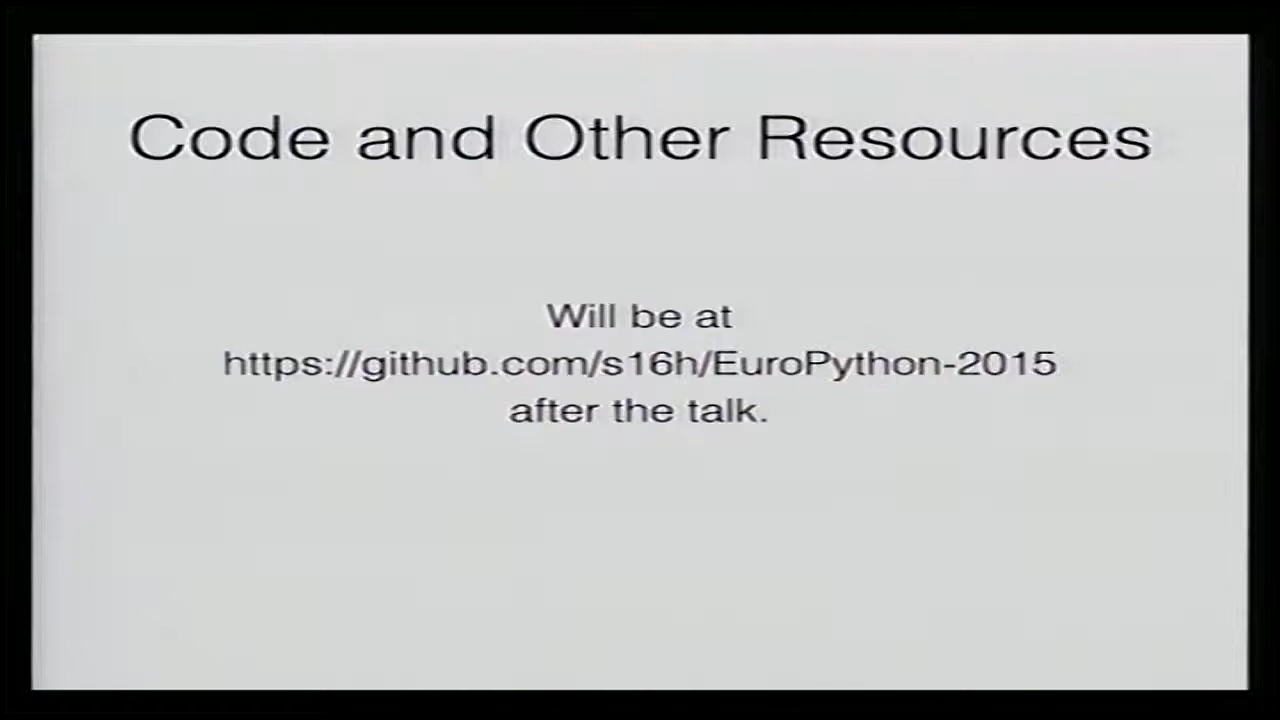 Code and Other Resources
Will be at
https://github.com/s16h/EuroPython-2015
after the talk.